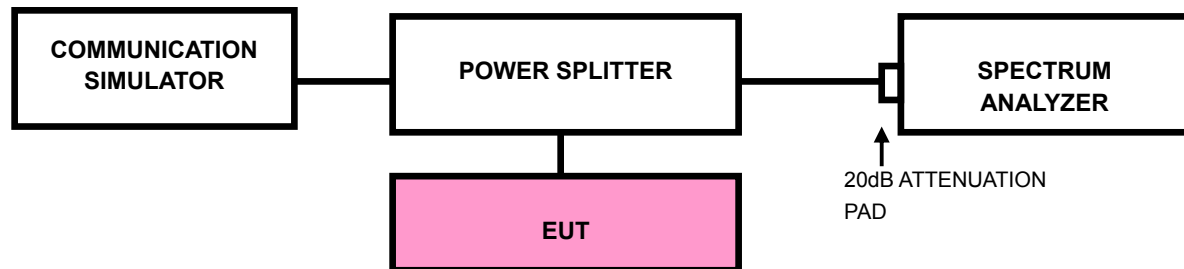 COMMUNICATION
SIMULATOR
POWER SPLITTER
SPECTRUM
ANALYZER
20dB ATTENUATION
PAD
EUT